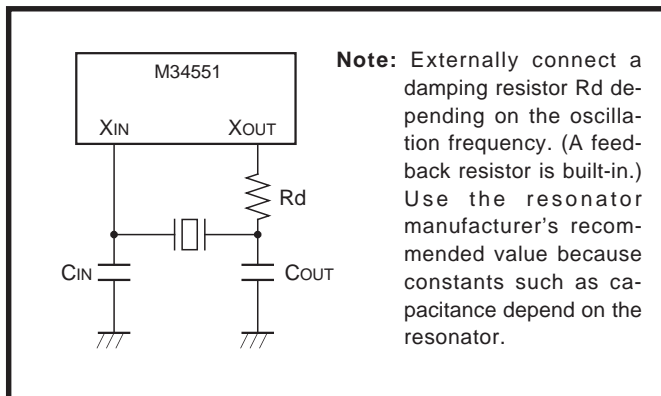 M34551
XIN
XOUT
Rd
CIN
COUT
Note: Externally connect a
damping resistor Rd de-
pending on the oscilla-
tion frequency. (A feed-
back resistor is built-in.)
Use the resonator
manufacturer's recom-
mended value because
constants such as ca-
pacitance depend on the
resonator.